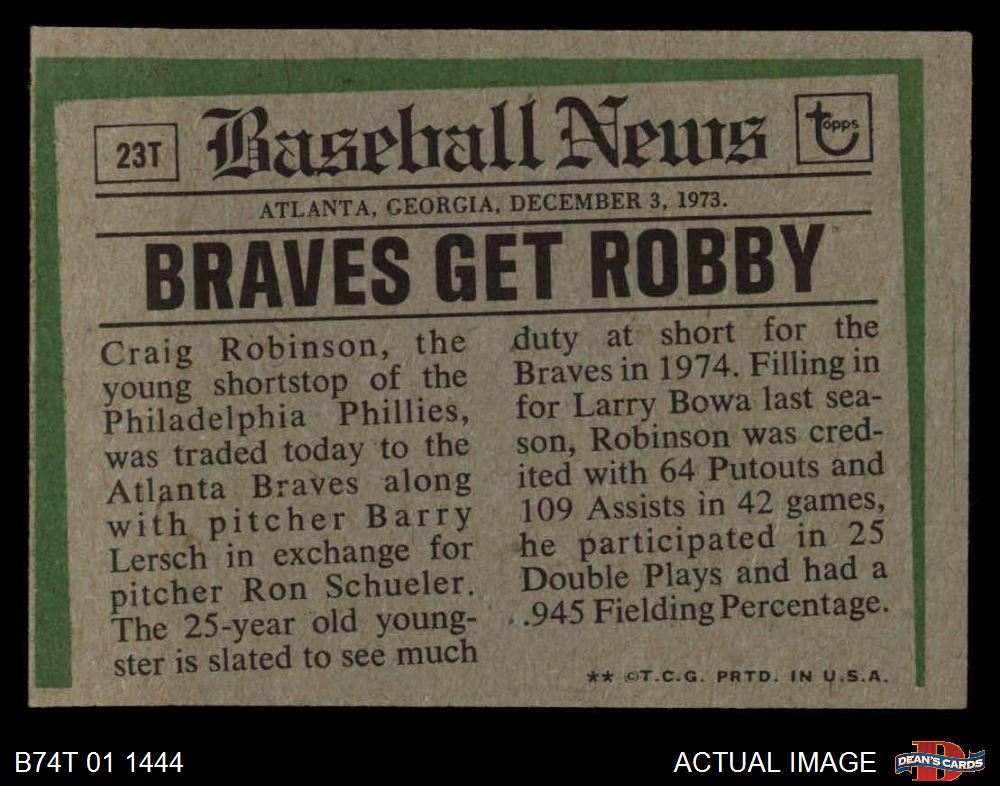 23T
Baseball News
topps
ATLANTA, GEORGIA, DECEMBER 3, 1973.
BRAVES GET ROBBY
Craig Robinson, the
young shortstop of the
Philadelphia Phillies,
was traded today to the
Atlanta Braves along
with pitcher Barry
Lersch in exchange for
pitcher Ron Schueler.
The 25-year old young-
ster is slated to see much
duty at short for the
Braves in 1974. Filling in
for Larry Bowa last sea-
son, Robinson was cred-
ited with 64 Putouts and
109 Assists in 42 games,
he participated in 25
Double Plays and had a
.945 Fielding Percentage.
** ©T.C.G. PRTD. IN U.S.A.
B74T 01 1444
ACTUAL IMAGE
DEAN'S CARDS